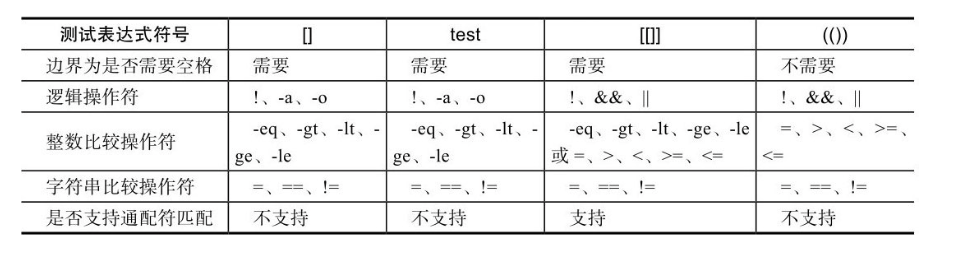 测试表达式符号 [] test [[]] (())
边界为是否需要空格 需要 需要 需要 不需要
逻辑操作符 !、-a、-o !、-a、-o !、&&、|| !、&&、||
整数比较操作符 -eq、-gt、-lt、-ge、-le -eq、-gt、-lt、-ge、-le -eq、-gt、-lt、-ge、-le或 =、>、<、>=、<= =、>、<、>=、<=
字符串比较操作符 =、==、!= =、==、!= =、==、!= =、==、!=
是否支持通配符匹配 不支持 不支持 支持 不支持